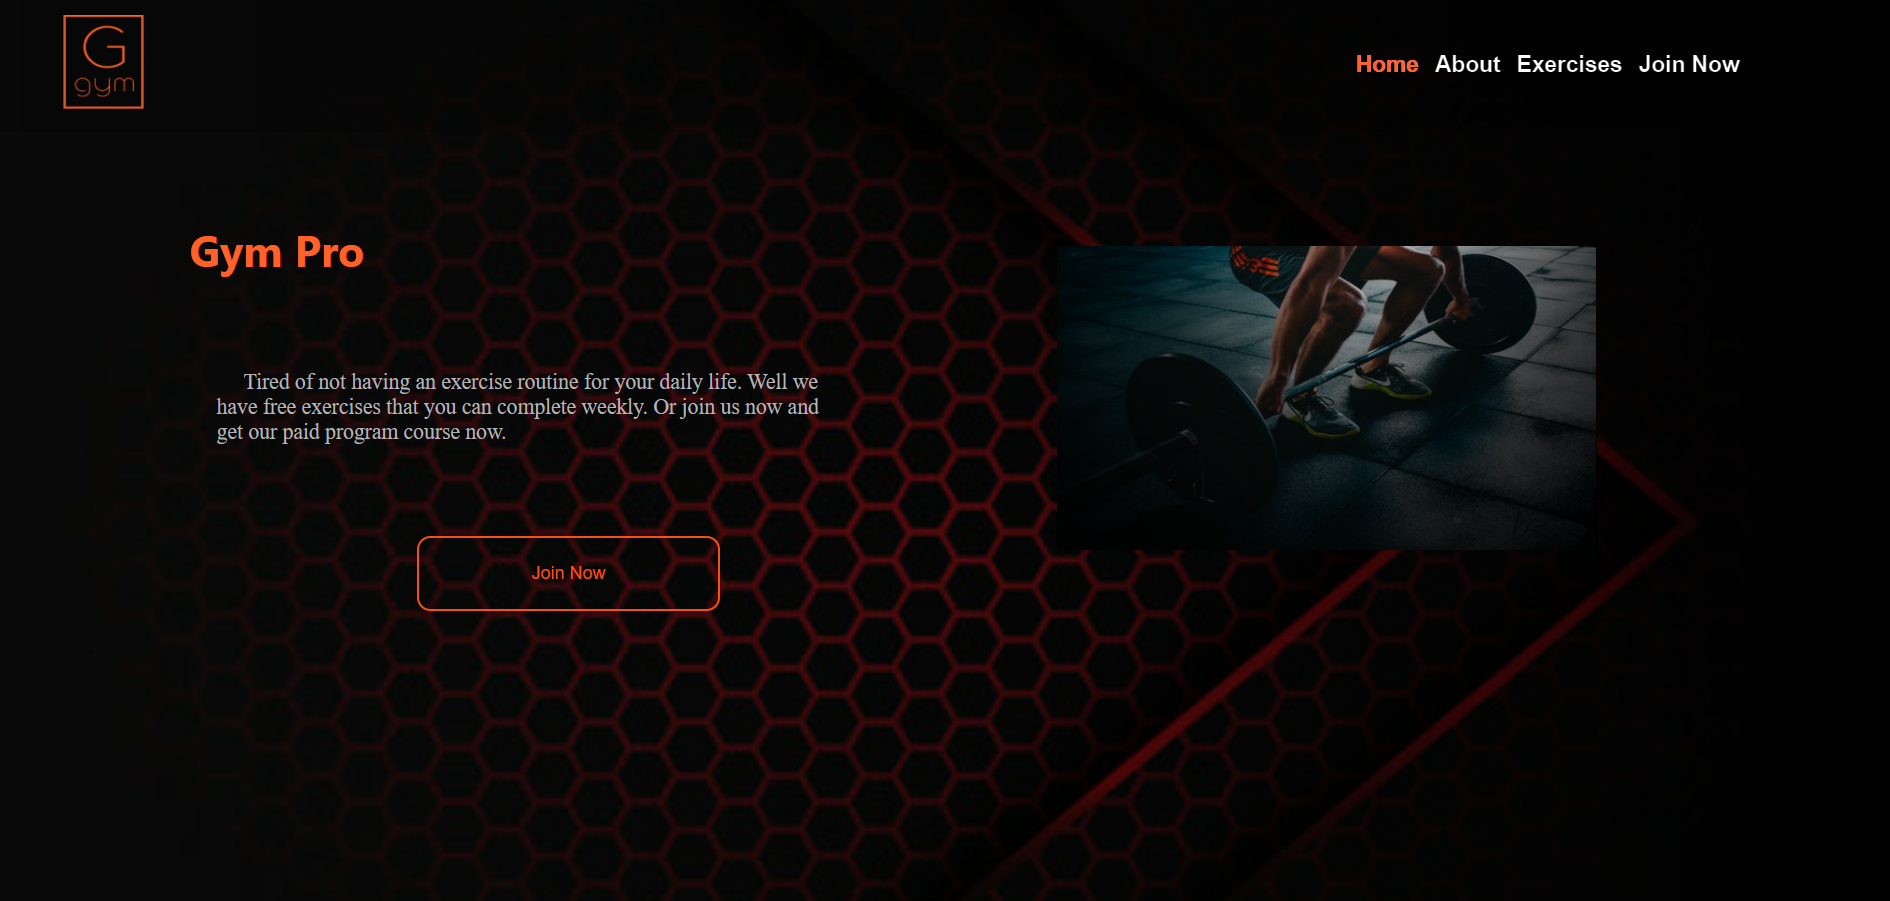 G
gym
Home About Exercises Join Now
Gym Pro
Tired of not having an exercise routine for your daily life. Well we
have free exercises that you can complete weekly. Or join us now and
get our paid program course now.
Join Now